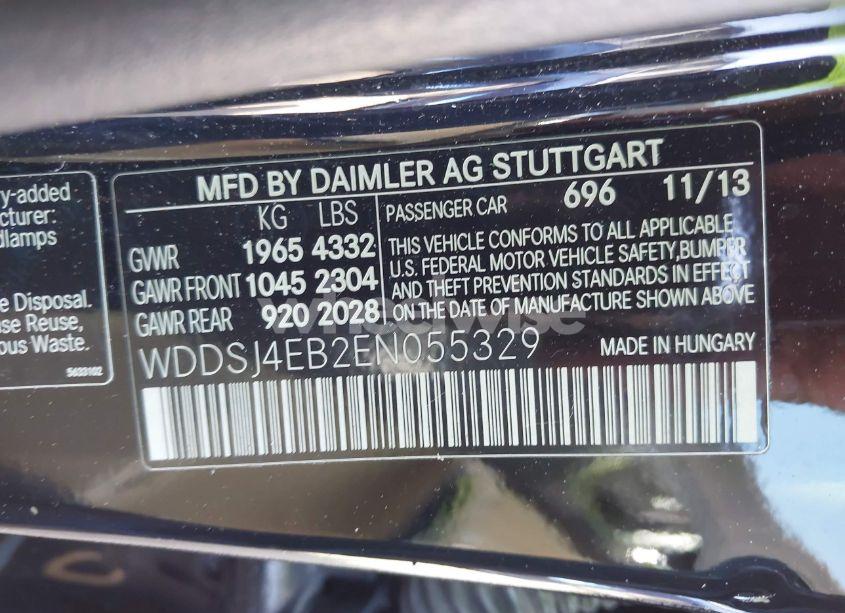 y-added
cturer:
dlamps
e Disposal.
se Reuse,
ous Waste.
5633102
MFD BY DAIMLER AG STUTTGART
KG LBS
GVWR 1965 4332
GAWR FRONT 1045 2304
GAWR REAR 920 2028
PASSENGER CAR 696 11/13
THIS VEHICLE CONFORMS TO ALL APPLICABLE
U.S. FEDERAL MOTOR VEHICLE SAFETY, BUMPER
AND THEFT PREVENTION STANDARDS IN EFFECT
ON THE DATE OF MANUFACTURE SHOWN ABOVE
WDDSJ4EB2EN055329 MADE IN HUNGARY
Wheelwise